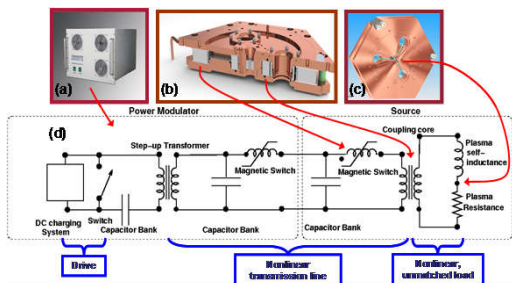 (a)
(b)
(c)
Power Modulator
Source
(d)
Step-up Transformer
Coupling core
Plasma
self-
inductance
Magnetic Switch
Magnetic Switch
Plasma
Resistance
DC charging
System
Switch
Capacitor Bank
Capacitor Bank
Capacitor Bank
Drive
Nonlinear
transmission line
Nonlinear,
unmatched load